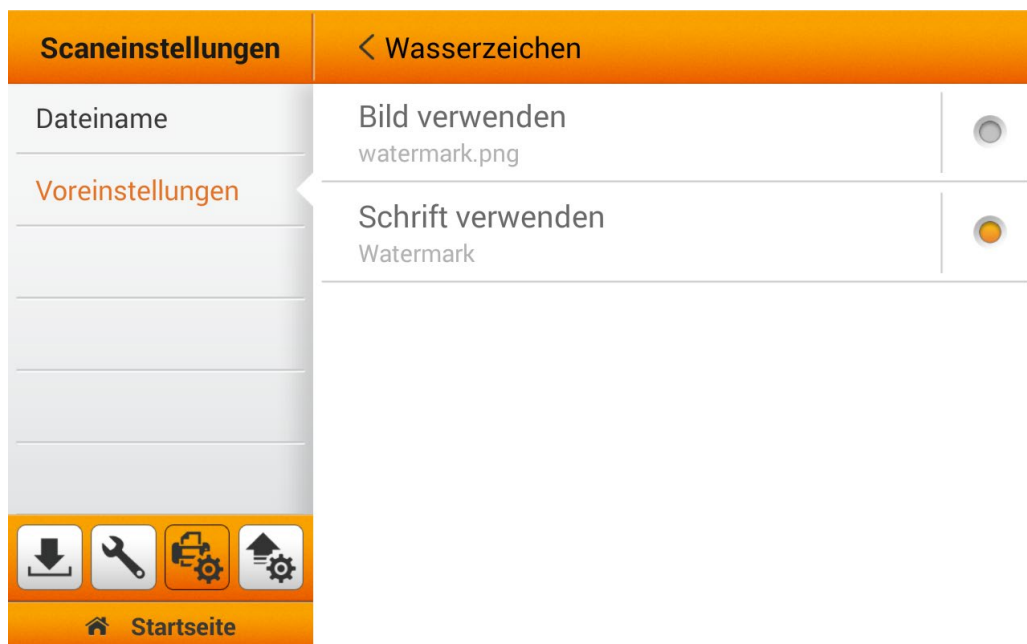 Scaneinstellungen
Wasserzeichen
Dateiname
Voreinstellungen
Bild verwenden
watermark.png
Schrift verwenden
Watermark
Startseite